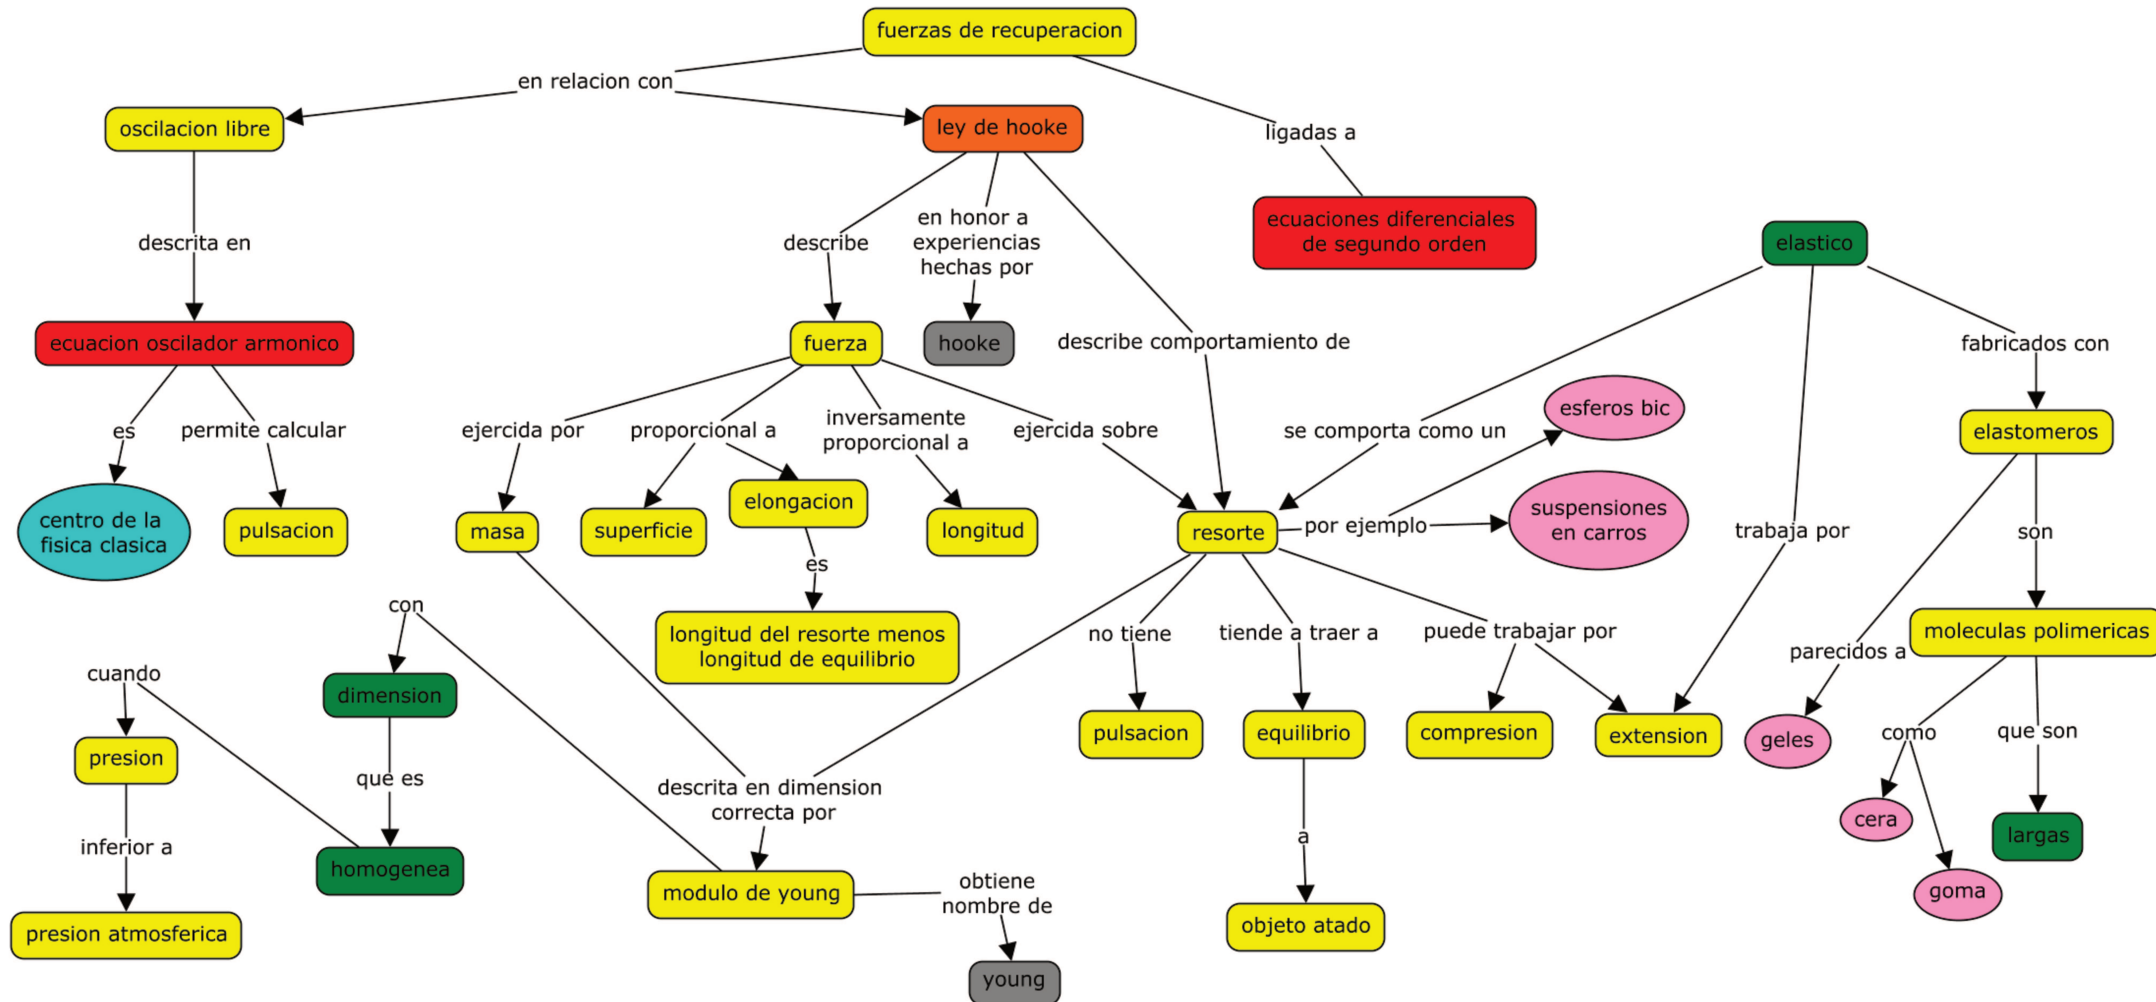 fuerzas de recuperacion
en relacion con
oscilacion libre
ley de hooke
ligadas a
ecuaciones diferenciales
de segundo orden
descrita en
describe
en honor a
experiencias
hechas por
elastico
ecuacion oscilador armonico
fuerza
hooke
describe comportamiento de
fabricados con
es
permite calcular
ejercida por
proporcional a
inversamente
proporcional a
ejercida sobre
se comporta como un
esferos bic
elastomeros
centro de la
fisica clasica
pulsacion
masa
superficie
elongacion
longitud
resorte
por ejemplo
suspensiones
en carros
trabaja por
son
es
con
longitud del resorte menos
longitud de equilibrio
no tiene
tiende a traer a
puede trabajar por
parecidos a
moleculas polimericas
cuando
dimension
presion
que es
descrita en dimension
correcta por
pulsacion
equilibrio
compresion
extension
geles
como
que son
inferior a
homogenea
modulo de young
obtiene
nombre de
a
cera
largas
goma
presion atmosferica
objeto atado
young